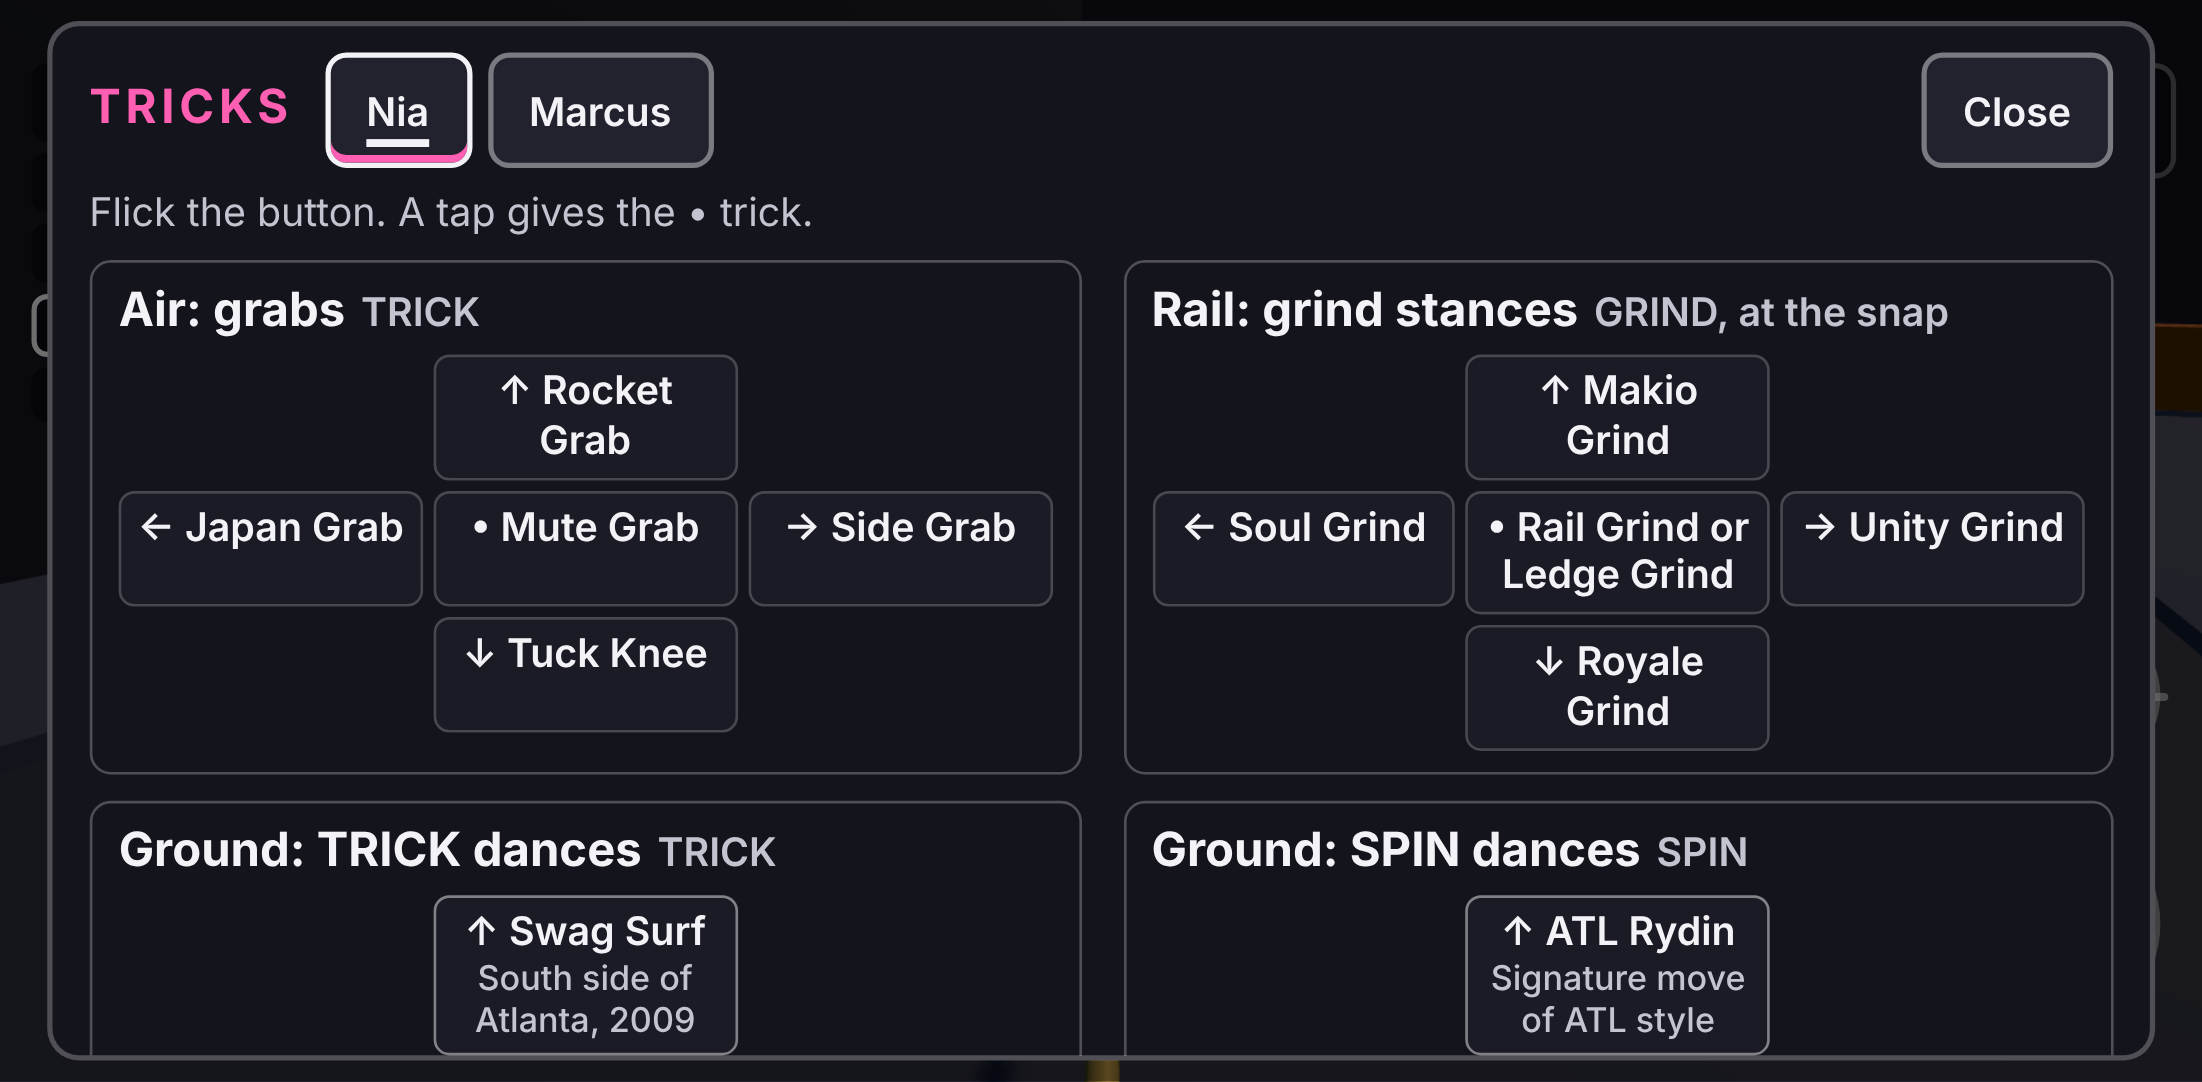 TRICKS
Nia
Marcus
Close
Flick the button. A tap gives the • trick.
Air: grabs TRICK
↑ Rocket
Grab
← Japan Grab
• Mute Grab
→ Side Grab
↓ Tuck Knee
Rail: grind stances GRIND, at the snap
↑ Makio
Grind
← Soul Grind
• Rail Grind or
Ledge Grind
→ Unity Grind
↓ Royale
Grind
Ground: TRICK dances TRICK
↑ Swag Surf
South side of
Atlanta, 2009
Ground: SPIN dances SPIN
↑ ATL Rydin
Signature move
of ATL style